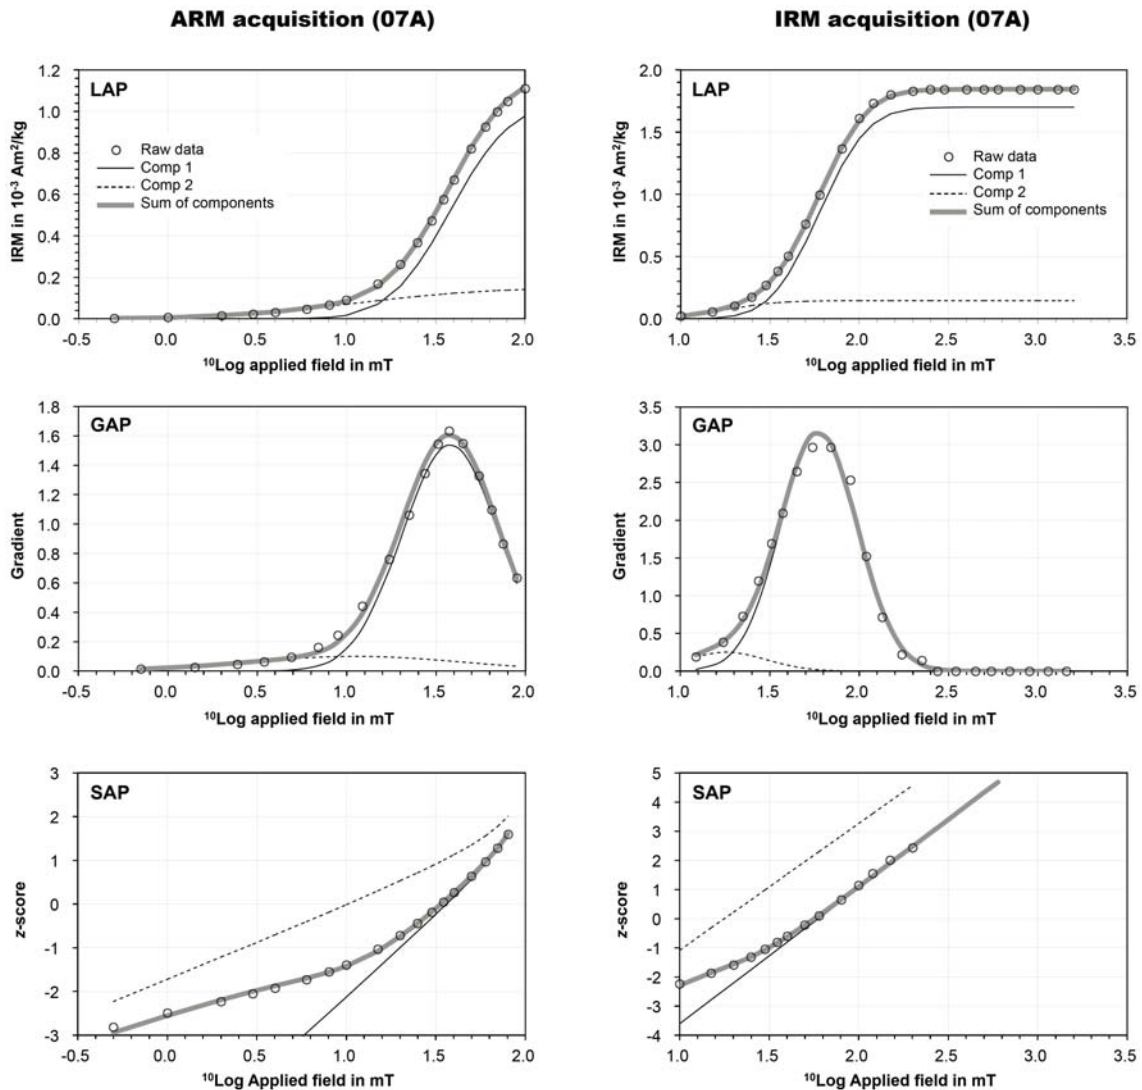 ARM acquisition (07A)
IRM acquisition (07A)
LAP
1.2
1.0
0.8
0.6
0.4
0.2
0.0
IRM in 10⁻³ Am²/kg
Raw data
Comp 1
Comp 2
Sum of components
-0.5 0.0 0.5 1.0 1.5 2.0
¹⁰Log applied field in mT
LAP
2.0
1.5
1.0
0.5
0.0
IRM in 10⁻³ Am²/kg
Raw data
Comp 1
Comp 2
Sum of components
1.0 1.5 2.0 2.5 3.0 3.5
¹⁰Log applied field in mT
GAP
1.8
1.6
1.4
1.2
1.0
0.8
0.6
0.4
0.2
0.0
Gradient
-0.5 0.0 0.5 1.0 1.5 2.0
¹⁰Log applied field in mT
GAP
3.5
3.0
2.5
2.0
1.5
1.0
0.5
0.0
Gradient
1.0 1.5 2.0 2.5 3.0 3.5
¹⁰Log applied field in mT
SAP
3
2
1
0
-1
-2
-3
z-score
-0.5 0.0 0.5 1.0 1.5 2.0
¹⁰Log Applied field in mT
SAP
5
4
3
2
1
0
-1
-2
-3
-4
z-score
1.0 1.5 2.0 2.5 3.0 3.5
¹⁰Log Applied field in mT